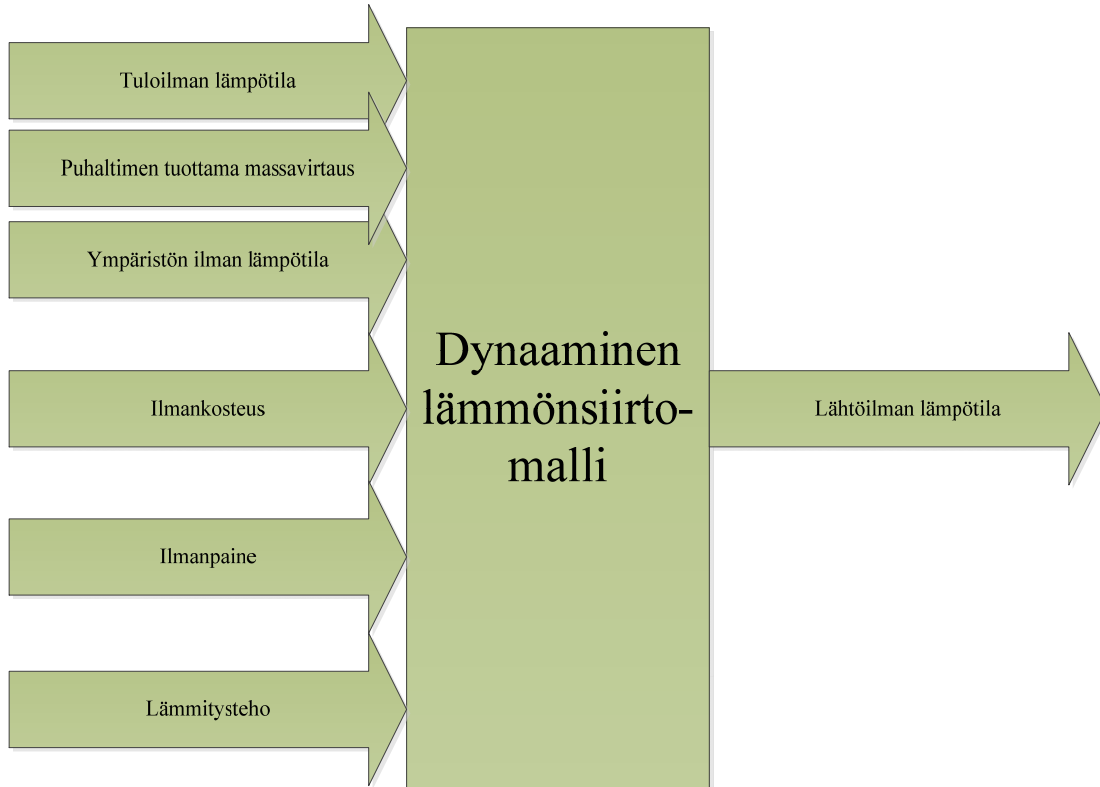 Tuloilman lämpötila
Puhaltimen tuottama massavirtaus
Ympäristön ilman lämpötila
Ilmankosteus
Ilmanpaine
Lämmitysteho
Dynaaminen
lämmönsiirto-
malli
Lähtöilman lämpötila